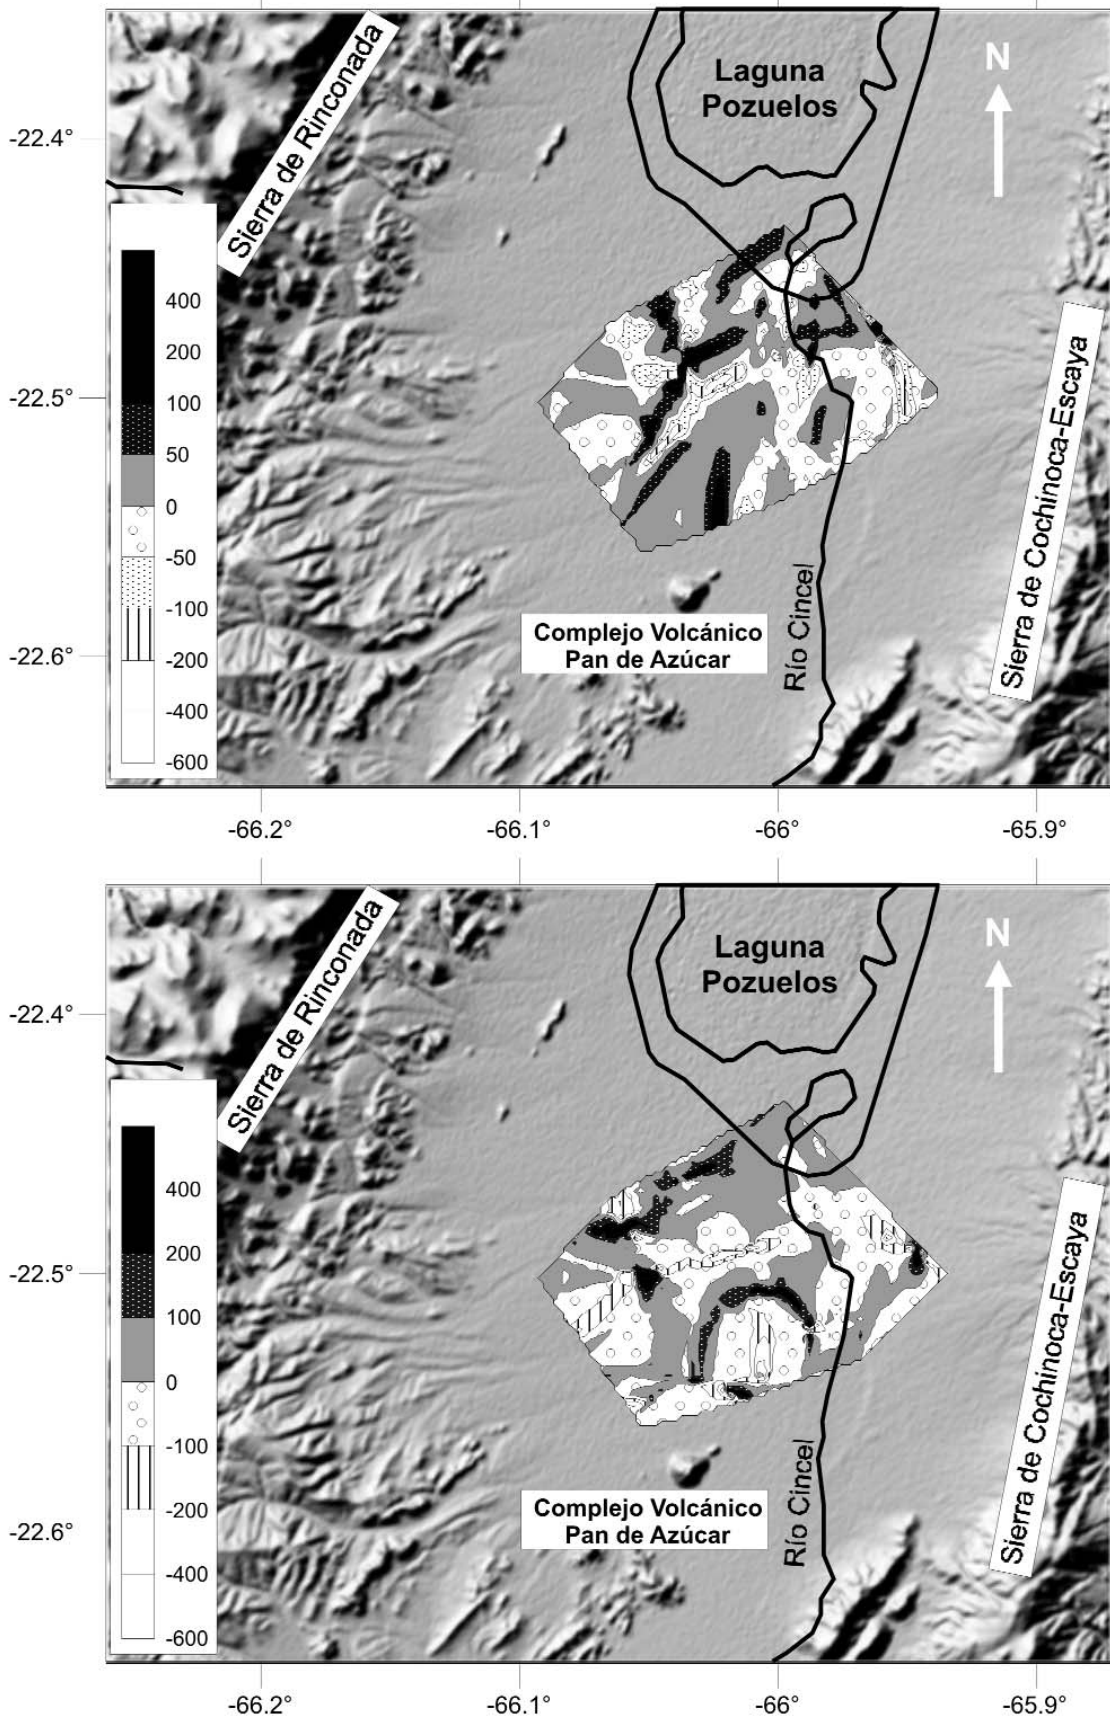 Sierra de Rinconada
Laguna
Pozuelos
N
-22.4°
400
200
100
50
0
-50
-100
-200
-400
-600
-22.5°
Sierra de Cochinoca-Escaya
Río Cincel
Complejo Volcánico
Pan de Azúcar
-22.6°
-66.2°
-66.1°
-66°
-65.9°
Sierra de Rinconada
Laguna
Pozuelos
N
-22.4°
400
200
100
0
-100
-200
-400
-600
-22.5°
Sierra de Cochinoca-Escaya
Río Cincel
Complejo Volcánico
Pan de Azúcar
-22.6°
-66.2°
-66.1°
-66°
-65.9°